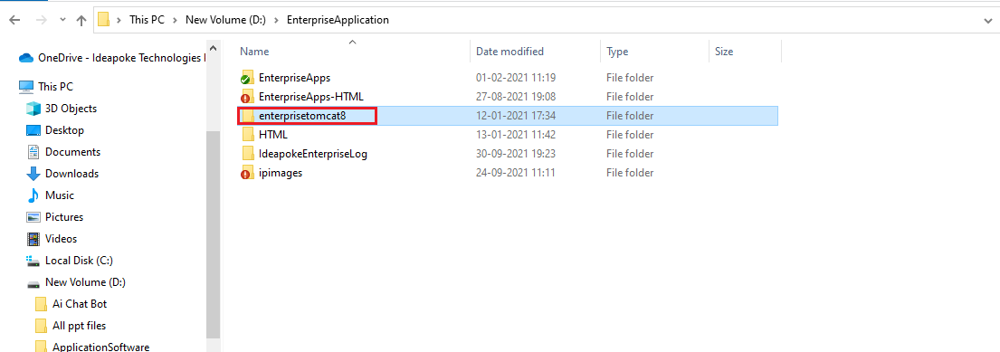 This PC > New Volume (D:) > EnterpriseApplication
Name Date modified Type Size
OneDrive - Ideapoke Technologies
This PC
3D Objects
Desktop
Documents
Downloads
Music
Pictures
Videos
Local Disk (C:)
New Volume (D:)
Ai Chat Bot
All ppt files
ApplicationSoftware
EnterpriseApps 01-02-2021 11:19 File folder
EnterpriseApps-HTML 27-08-2021 19:08 File folder
enterprisetomcat8 12-01-2021 17:34 File folder
HTML 13-01-2021 11:42 File folder
IdeapokeEnterpriseLog 30-09-2021 19:23 File folder
ipimages 24-09-2021 11:11 File folder